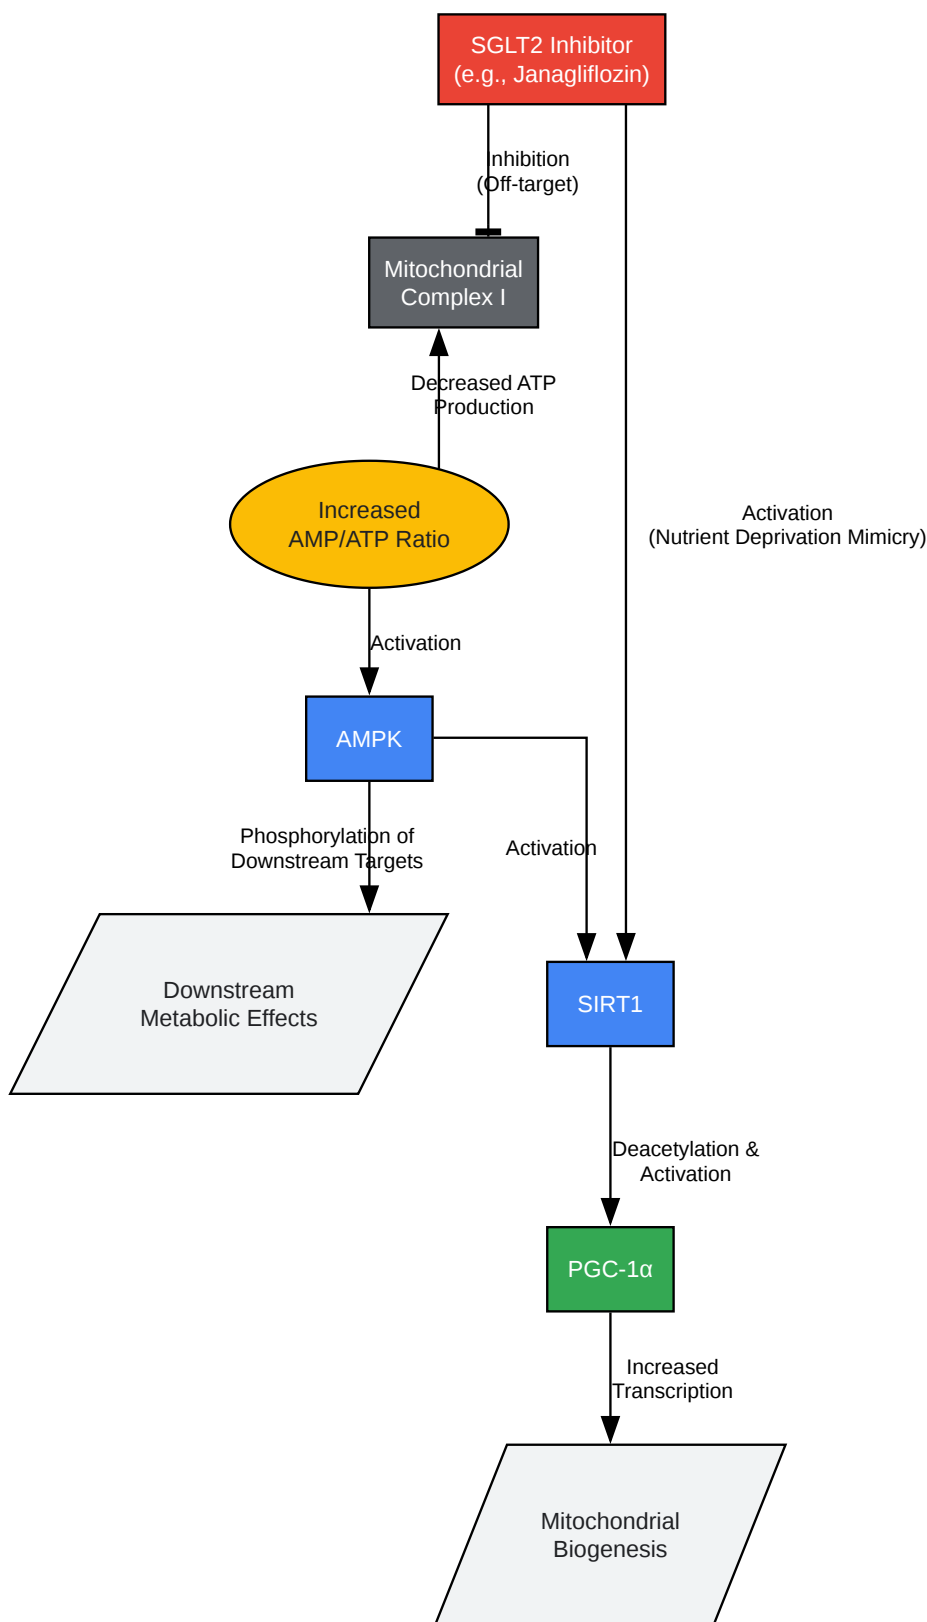 SGLT2 Inhibitor
(e.g., Janagliflozin)
Inhibition
(Off-target)
Mitochondrial
Complex I
Decreased ATP
Production
Increased
AMP/ATP Ratio
Activation
(Nutrient Deprivation Mimicry)
Activation
AMPK
Phosphorylation of
Downstream Targets
Activation
Downstream
Metabolic Effects
SIRT1
Deacetylation &
Activation
PGC-1α
Increased
Transcription
Mitochondrial
Biogenesis